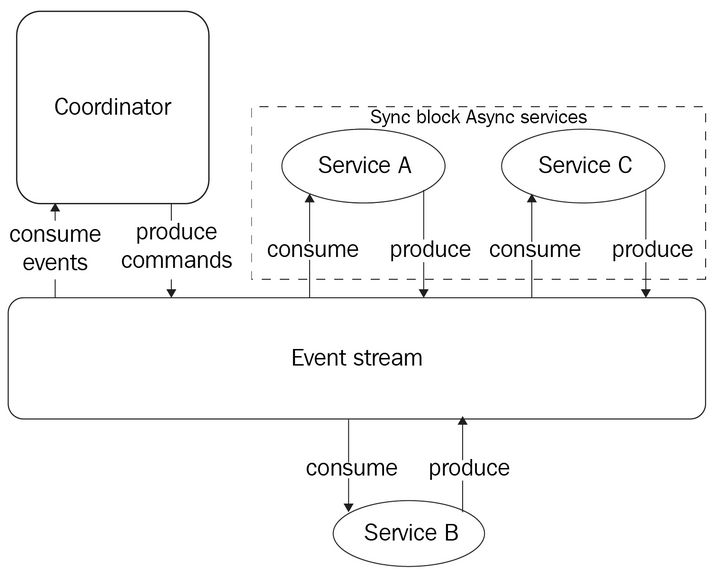 Coordinator
Sync block Async services
Service A
Service C
consume
events
produce
commands
consume
produce
consume
produce
Event stream
consume
produce
Service B